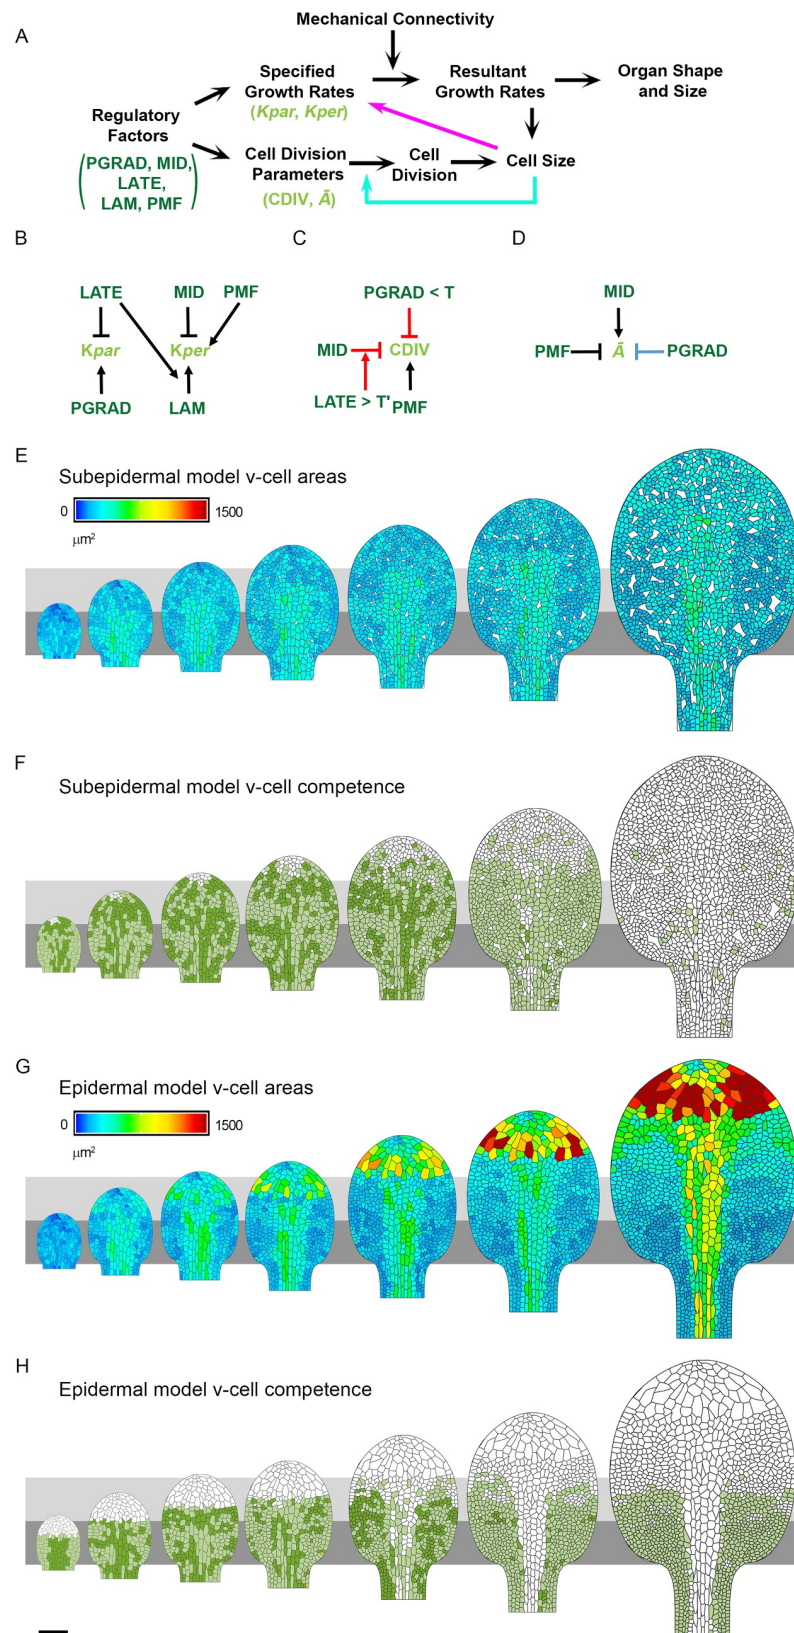 A
Mechanical Connectivity
Specified
Growth Rates
(Kpar, Kper)
Resultant
Growth Rates
Organ Shape
and Size
Regulatory
Factors
(PGRAD, MID,
LATE,
LAM, PMF)
Cell Division
Parameters
(CDIV, Ā)
Cell
Division
Cell Size
B
LATE MID PMF
Kpar Kper
PGRAD LAM
C
PGRAD < T
MID CDIV
LATE > T' PMF
D
MID
PMF Ā PGRAD
E
Subepidermal model v-cell areas
0 1500
μm²
F
Subepidermal model v-cell competence
G
Epidermal model v-cell areas
0 1500
μm²
H
Epidermal model v-cell competence